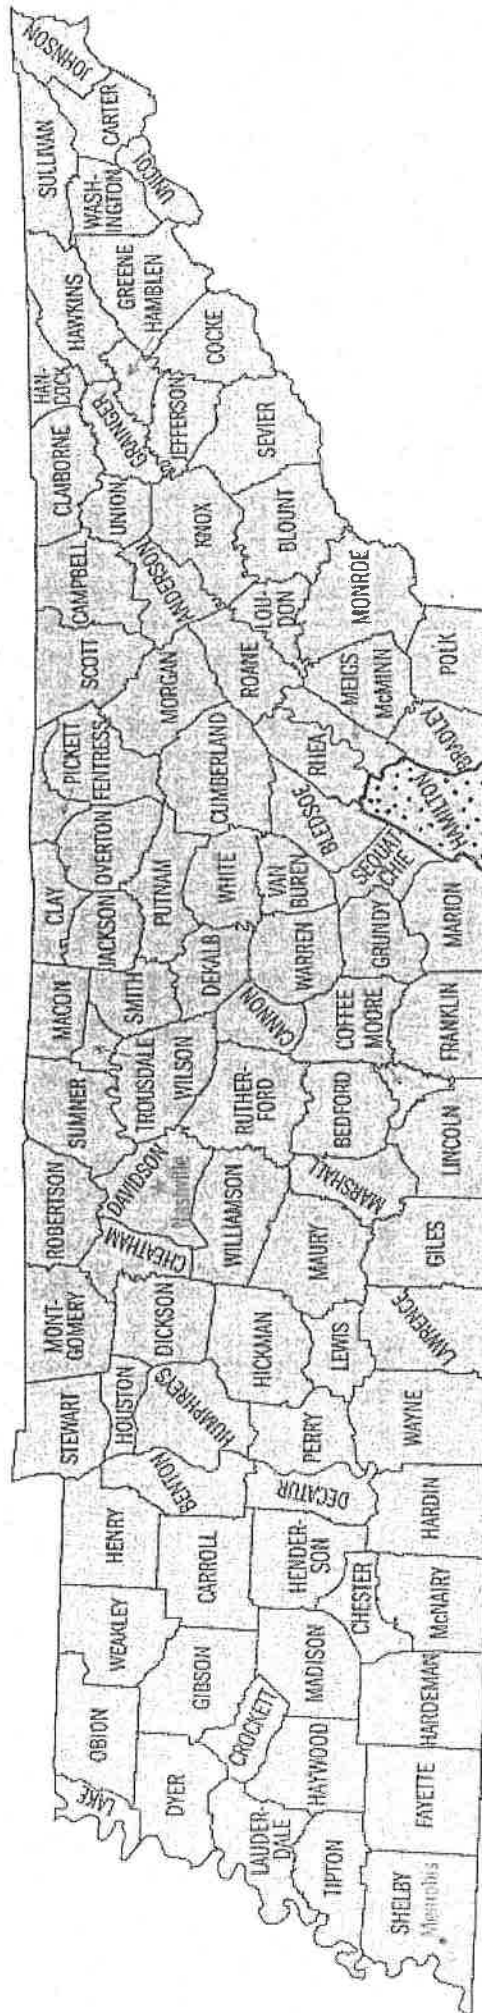 LAKE
OBION
WEAKLEY
HENRY
STEWART
MONT-
GOMERY
ROBERTSON
SUMNER
MACON
CLAY
PICKETT
SCOTT
CAMPBELL
CLAIBORNE
HAN-
COCK
HAWKINS
SULLIVAN
JOHNSON
CARTER
UNICOI
WASH-
INGTON
GREENE
HAMBLEN
GRAINGER
UNION
ANDERSON
MORGAN
FENTRESS
OVERTON
JACKSON
SMITH
TROUSDALE
WILSON
DAVIDSON
Nashville
CHEATHAM
DICKSON
HOUSTON
HUMPHREYS
BENTON
CARROLL
GIBSON
DYER
CROCKETT
LAUDER-
DALE
HAYWOOD
MADISON
HENDER-
SON
CHESTER
DECATUR
PERRY
HICKMAN
LEWIS
MAURY
WILLIAMSON
RUTHER-
FORD
CANNON
DEKALB
PUTNAM
WHITE
CUMBERLAND
VAN
BUREN
WARREN
ROANE
LOU-
DON
KNOX
JEFFERSON
COCKE
SEVIER
BLOUNT
MONROE
MEIGS
McMINN
RHEA
BLEDSOE
SEQUAT
CHIE
GRUNDY
COFFEE
MOORE
BEDFORD
MARSHALL
TIPTON
SHELBY
Memphis
FAYETTE
HARDEMAN
McNAIRY
HARDIN
WAYNE
LAWRENCE
GILES
LINCOLN
FRANKLIN
MARION
HAMILTON
BRADLEY
POLK